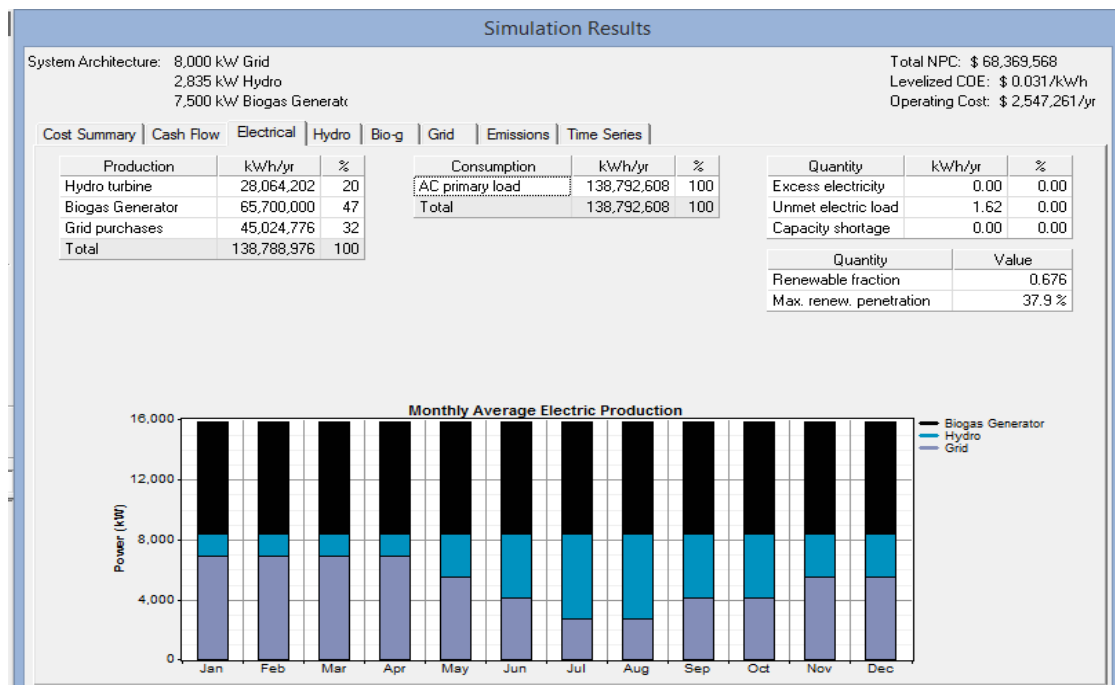 Simulation Results
System Architecture: 8,000 kW Grid
2,835 kW Hydro
7,500 kW Biogas Generatc
Total NPC: $ 68,369,568
Levelized COE: $ 0.031/kWh
Operating Cost: $ 2,547,261/yr
Cost Summary Cash Flow Electrical Hydro Bio-g Grid Emissions Time Series
Production kWh/yr %
Hydro turbine 28,064,202 20
Biogas Generator 65,700,000 47
Grid purchases 45,024,776 32
Total 138,788,976 100
Consumption kWh/yr %
AC primary load 138,792,608 100
Total 138,792,608 100
Quantity kWh/yr %
Excess electricity 0.00 0.00
Unmet electric load 1.62 0.00
Capacity shortage 0.00 0.00
Quantity Value
Renewable fraction 0.676
Max. renew. penetration 37.9 %
Monthly Average Electric Production
16,000
12,000
8,000
4,000
0
Power (kW)
Jan Feb Mar Apr May Jun Jul Aug Sep Oct Nov Dec
Biogas Generator
Hydro
Grid